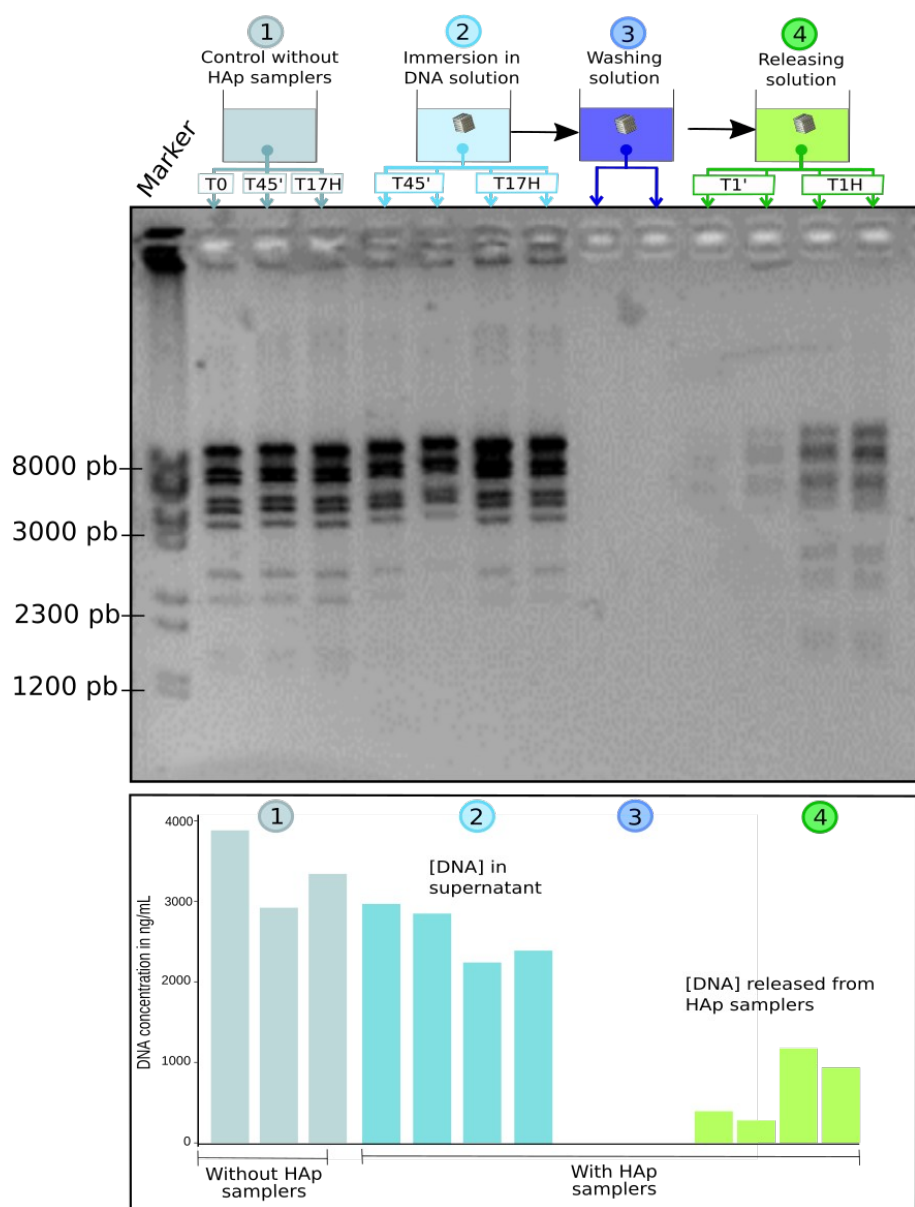 1
2
3
4
Control without
HAp samplers
Immersion in
DNA solution
Washing
solution
Releasing
solution
Marker
T0
T45'
T17H
T45'
T17H
T1'
T1H
8000 pb
3000 pb
2300 pb
1200 pb
1
2
3
4
DNA concentration in ng/mL
4000
3000
2000
1000
0
[DNA] in
supernatant
[DNA] released from
HAp samplers
Without HAp
samplers
With HAp
samplers